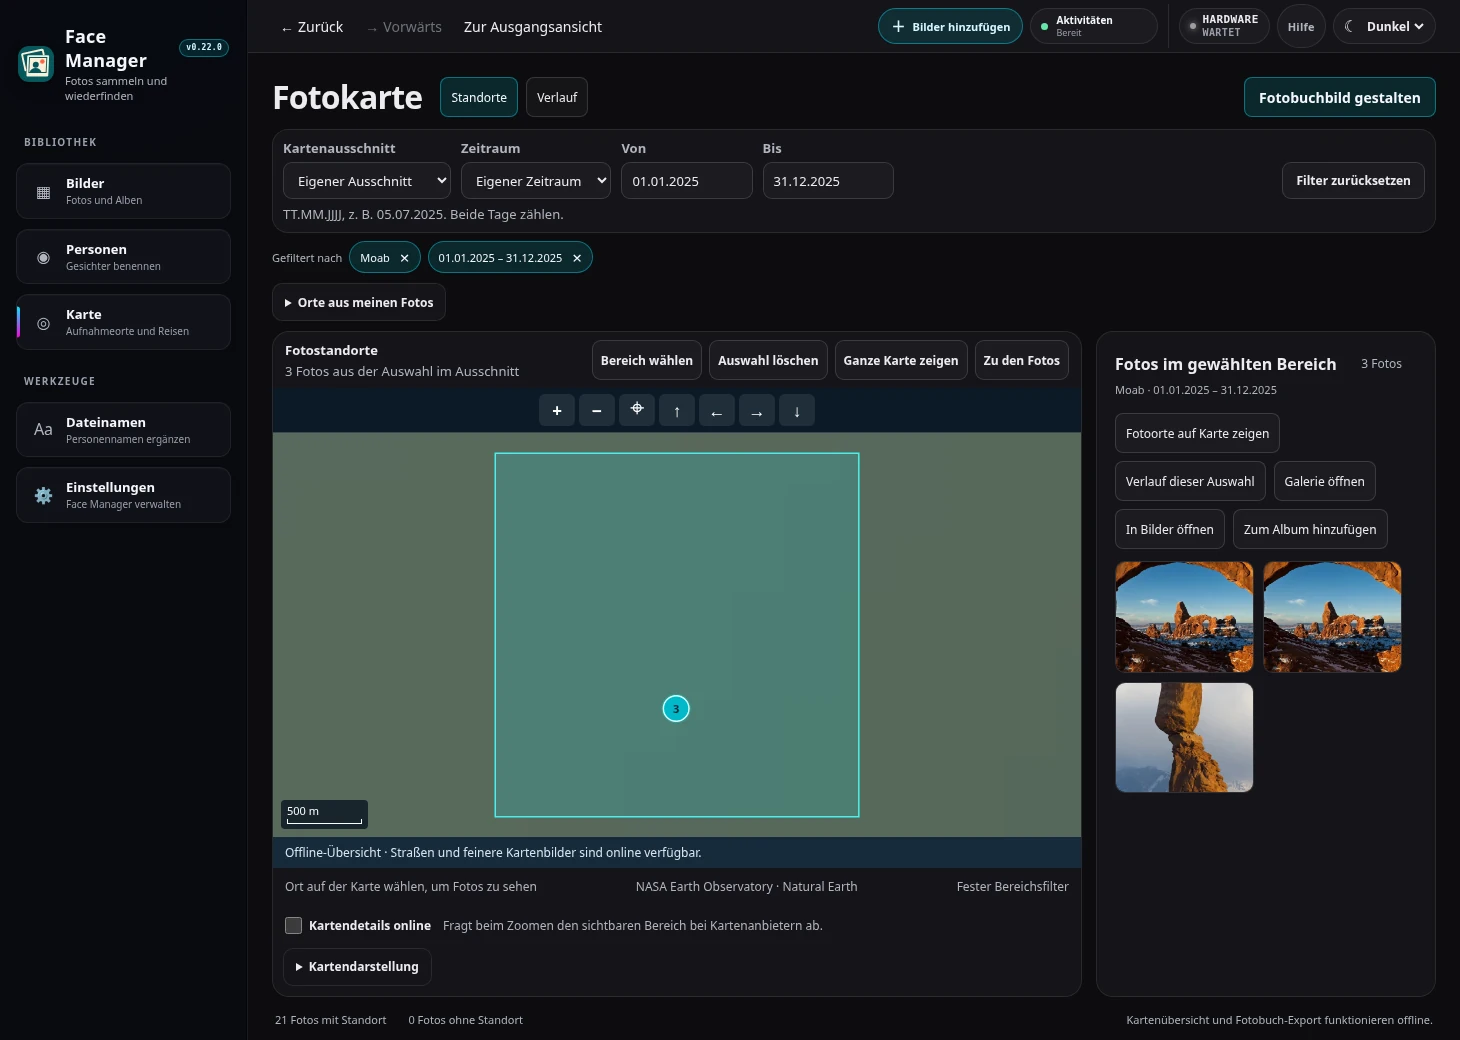 Face Manager
v0.22.0
Fotos sammeln und wiederfinden
BIBLIOTHEK
Bilder
Fotos und Alben
Personen
Gesichter benennen
Karte
Aufnahmeorte und Reisen
WERKZEUGE
Aa
Dateinamen
Personennamen ergänzen
Einstellungen
Face Manager verwalten
← Zurück
→ Vorwärts
Zur Ausgangsansicht
+ Bilder hinzufügen
Aktivitäten
Bereit
HARDWARE
WARTET
Hilfe
Dunkel
Fotokarte
Standorte
Verlauf
Fotobuchbild gestalten
Kartenausschnitt
Zeitraum
Von
Bis
Eigener Ausschnitt
Eigener Zeitraum
01.01.2025
31.12.2025
Filter zurücksetzen
TT.MM.JJJJ, z. B. 05.07.2025. Beide Tage zählen.
Gefiltert nach
Moab ✕
01.01.2025 – 31.12.2025 ✕
Orte aus meinen Fotos
Fotostandorte
3 Fotos aus der Auswahl im Ausschnitt
Bereich wählen
Auswahl löschen
Ganze Karte zeigen
Zu den Fotos
+ − ⌖ ↑ ← → ↓
3
500 m
Offline-Übersicht · Straßen und feinere Kartenbilder sind online verfügbar.
Ort auf der Karte wählen, um Fotos zu sehen
NASA Earth Observatory · Natural Earth
Fester Bereichsfilter
Kartendetails online
Fragt beim Zoomen den sichtbaren Bereich bei Kartenanbietern ab.
Kartendarstellung
Fotos im gewählten Bereich
3 Fotos
Moab · 01.01.2025 – 31.12.2025
Fotoorte auf Karte zeigen
Verlauf dieser Auswahl
Galerie öffnen
In Bilder öffnen
Zum Album hinzufügen
21 Fotos mit Standort
0 Fotos ohne Standort
Kartenübersicht und Fotobuch-Export funktionieren offline.